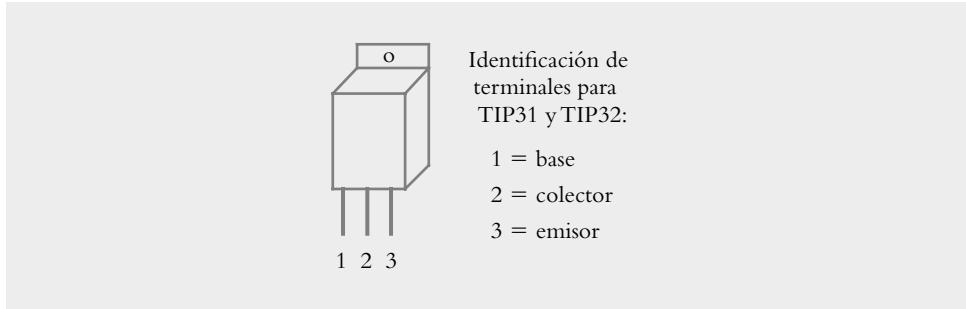 o
Identificación de
terminales para
TIP31 y TIP32:
1 = base
2 = colector
3 = emisor
1 2 3